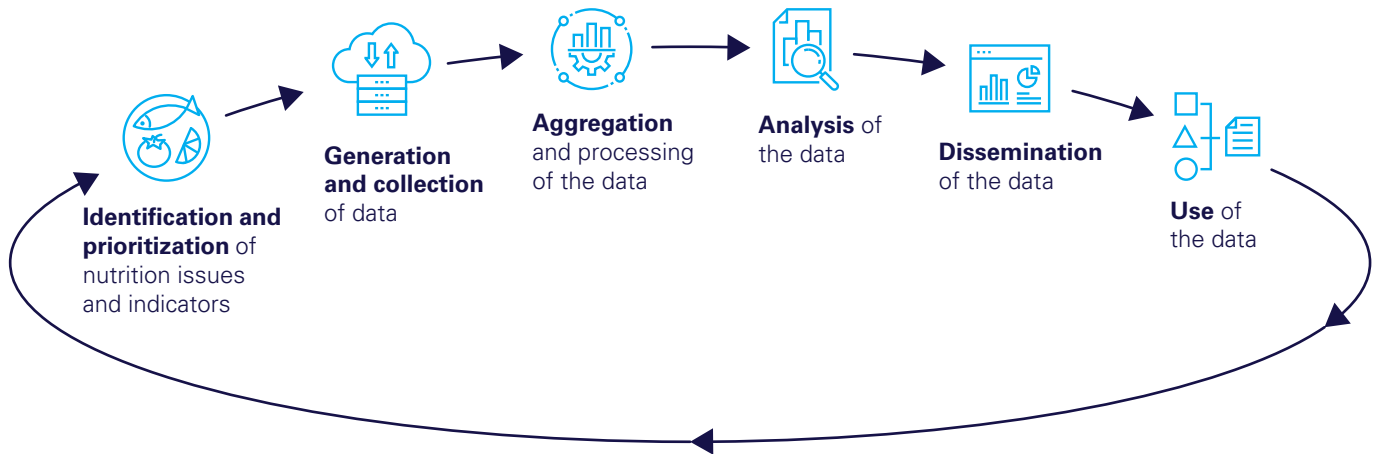 Identification and
prioritization of
nutrition issues
and indicators
Generation
and collection
of data
Aggregation
and processing
of the data
Analysis of
the data
Dissemination
of the data
Use of
the data